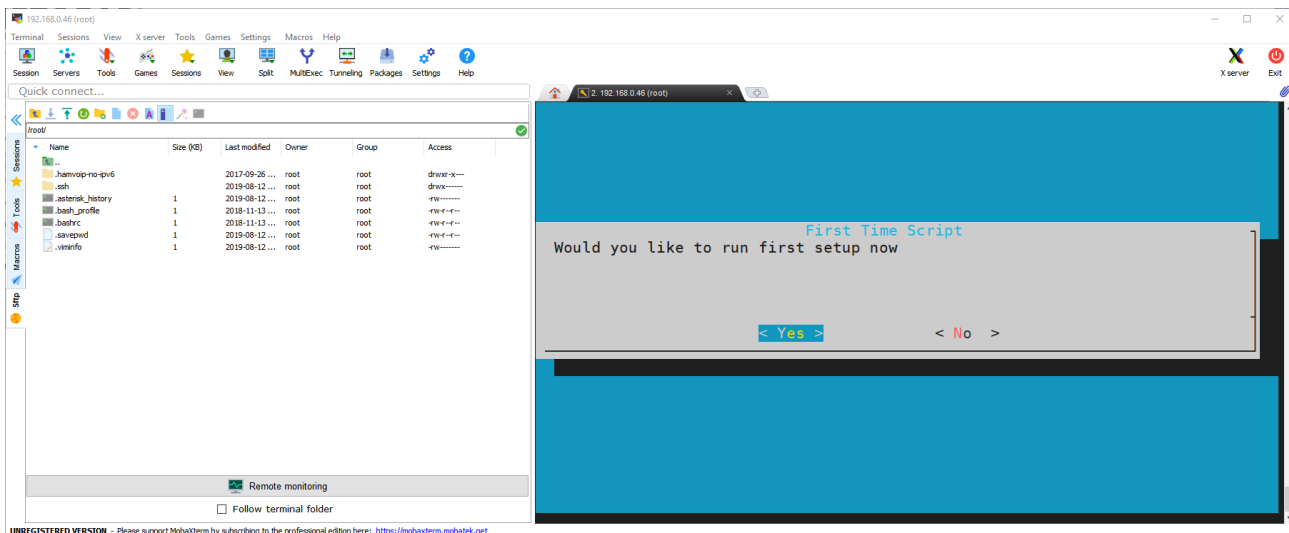 192.168.0.46 (root)
Terminal Sessions View X server Tools Games Settings Macros Help
Session Servers Tools Games Sessions View Split MultiExec Tunneling Packages Settings Help X server Exit
Quick connect...
2. 192.168.0.46 (root)
/root/
Name Size (KB) Last modified Owner Group Access
..
.hamvoip-no-ipv6 2017-09-26 ... root root drwxr-x---
.ssh 2019-08-12 ... root root drwx------
.asterisk_history 1 2019-08-12 ... root root -rw-------
.bash_profile 1 2018-11-13 ... root root -rw-r--r--
.bashrc 1 2018-11-13 ... root root -rw-r--r--
.savepwd 1 2019-08-12 ... root root -rw-r--r--
.viminfo 1 2019-08-12 ... root root -rw-------
Sessions
Tools
Macros
Sftp
First Time Script
Would you like to run first setup now
< Yes > < No >
Remote monitoring
Follow terminal folder
UNREGISTERED VERSION - Please support MobaXterm by subscribing to the professional edition here: https://mobaxterm.mobatek.net